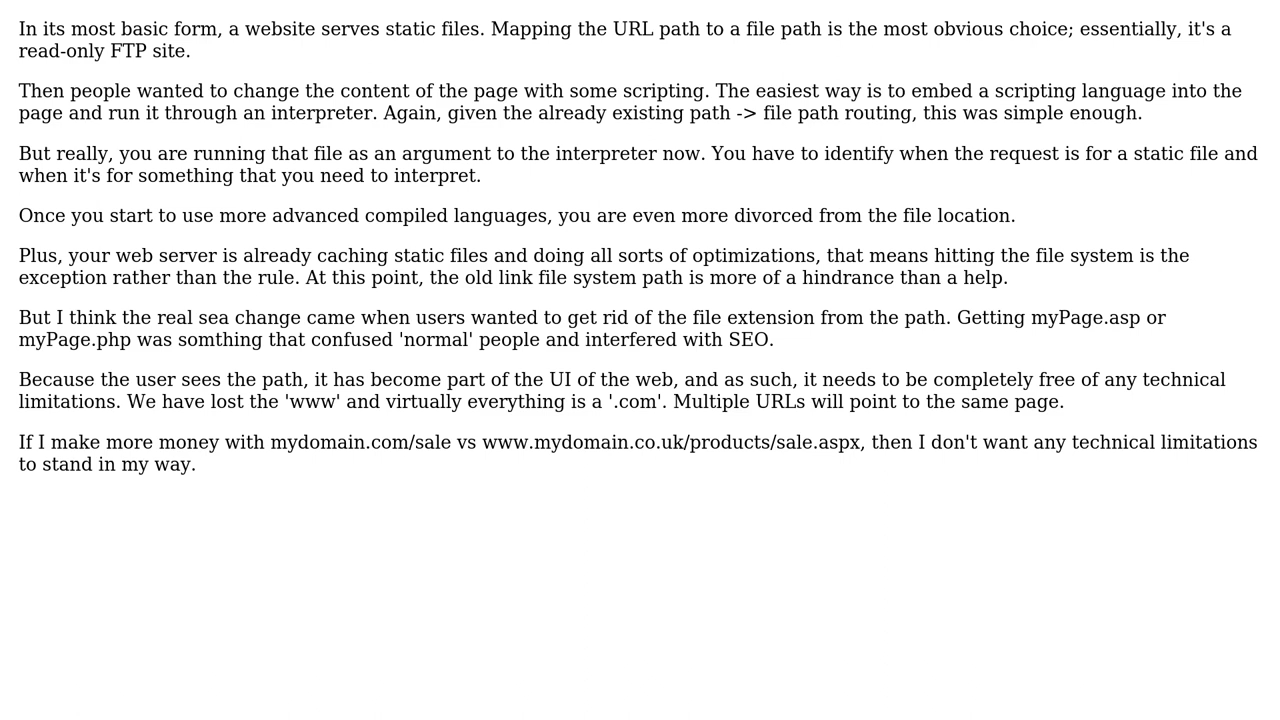 In its most basic form, a website serves static files. Mapping the URL path to a file path is the most obvious choice; essentially, it's a
read-only FTP site.
Then people wanted to change the content of the page with some scripting. The easiest way is to embed a scripting language into the
page and run it through an interpreter. Again, given the already existing path -> file path routing, this was simple enough.
But really, you are running that file as an argument to the interpreter now. You have to identify when the request is for a static file and
when it's for something that you need to interpret.
Once you start to use more advanced compiled languages, you are even more divorced from the file location.
Plus, your web server is already caching static files and doing all sorts of optimizations, that means hitting the file system is the
exception rather than the rule. At this point, the old link file system path is more of a hindrance than a help.
But I think the real sea change came when users wanted to get rid of the file extension from the path. Getting myPage.asp or
myPage.php was somthing that confused 'normal' people and interfered with SEO.
Because the user sees the path, it has become part of the UI of the web, and as such, it needs to be completely free of any technical
limitations. We have lost the 'www' and virtually everything is a '.com'. Multiple URLs will point to the same page.
If I make more money with mydomain.com/sale vs www.mydomain.co.uk/products/sale.aspx, then I don't want any technical limitations
to stand in my way.